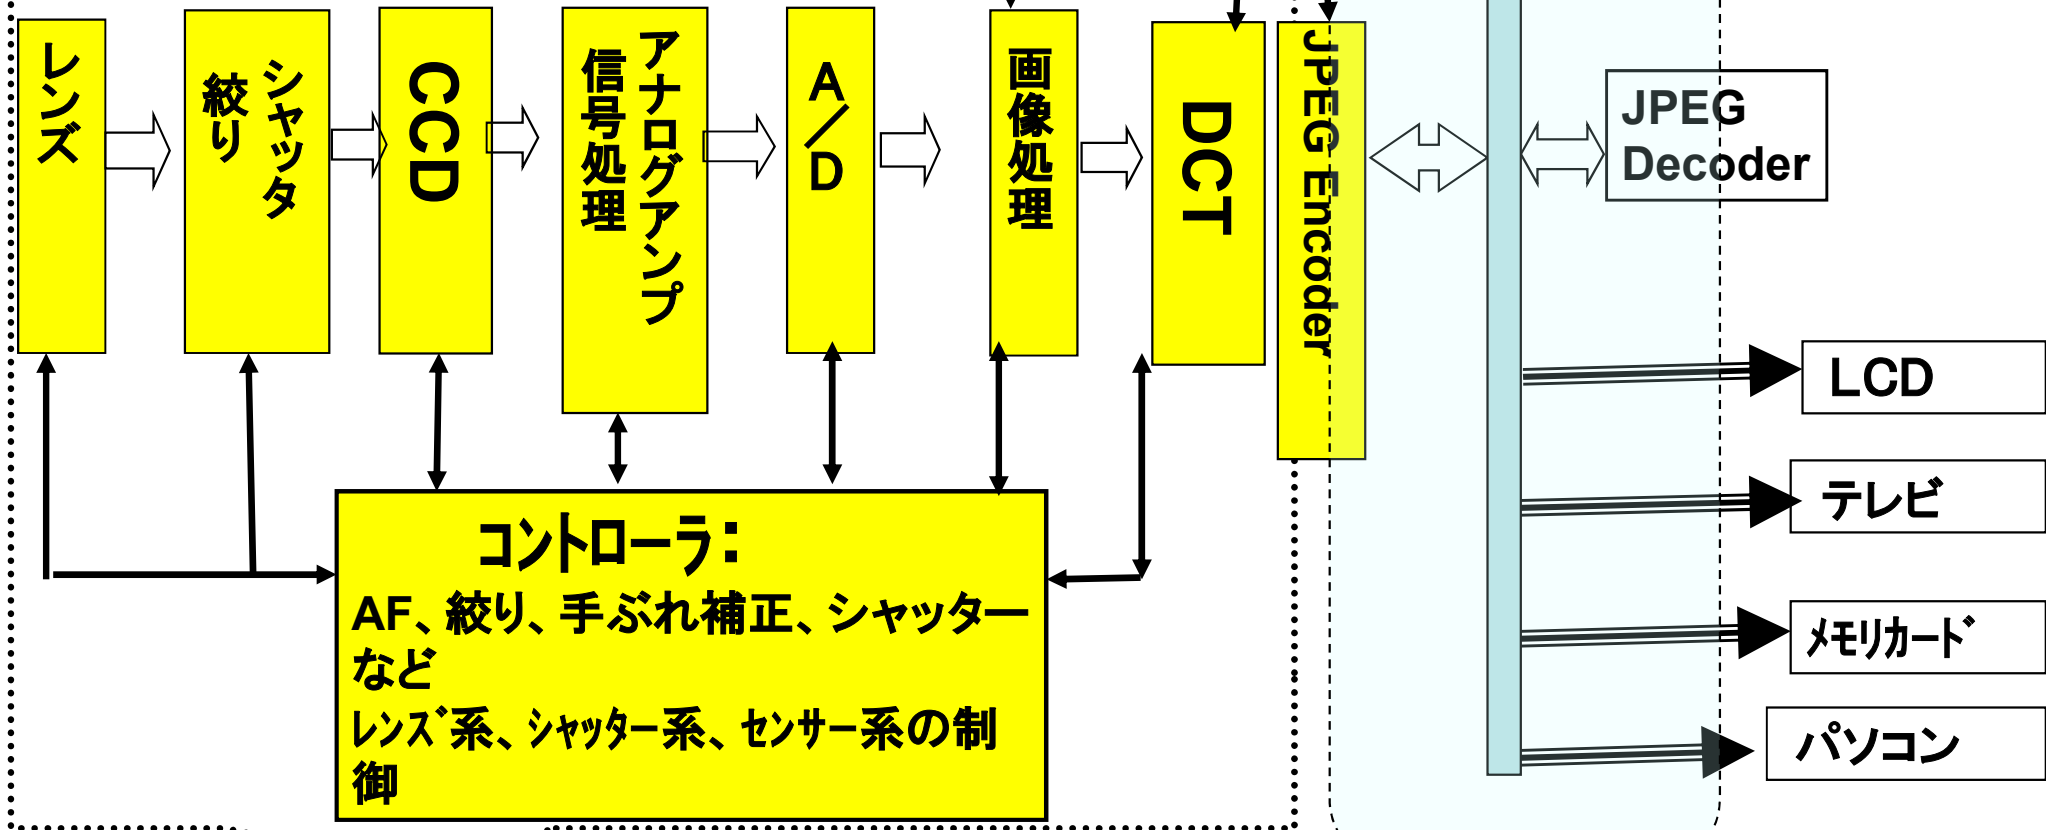 レンズ
シャッタ
絞り
CCD
アナログアンプ
信号処理
A/D
画像処理
DCT
JPEG Encoder
JPEG
Decoder
LCD
テレビ
ﾒﾓﾘｶｰﾄﾞ
パソコン
コントローラ:
AF、絞り、手ぶれ補正、シャッター
など
ﾚﾝｽﾞ系、ｼｬｯﾀｰ系、ｾﾝｻｰ系の制
御